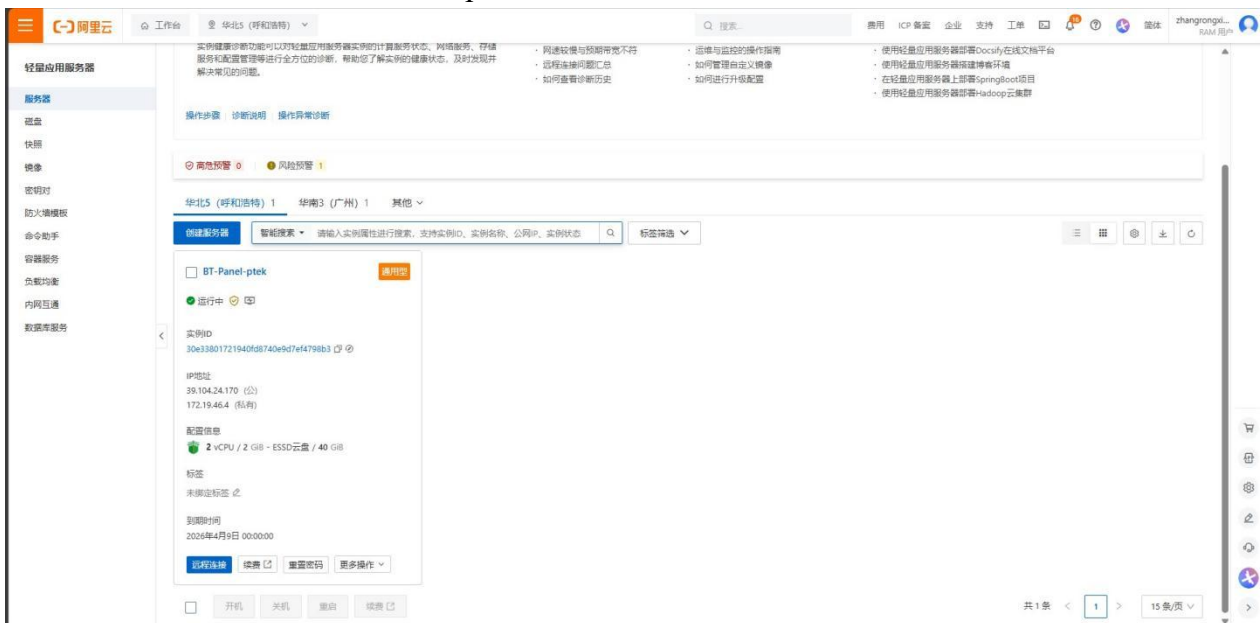 阿里云
工作台
华北5（呼和浩特）
搜索...
费用
ICP 备案
企业
支持
工单
简体
zhangrongxi...
RAM 用户
轻量应用服务器
服务器
磁盘
快照
镜像
密钥对
防火墙模板
命令助手
容器服务
负载均衡
内网互通
数据库服务
实例健康诊断功能可以对轻量应用服务器实例的计算服务状态、网络服务、存储
服务和配置管理等进行全方位的诊断，帮助您了解实例的健康状态，及时发现并
解决常见的问题。
操作步骤 诊断说明 操作异常诊断
· 网速较慢与预期带宽不符
· 远程连接问题汇总
· 如何查看诊断历史
· 运维与监控的操作指南
· 如何管理自定义镜像
· 如何进行升级配置
· 使用轻量应用服务器部署Docsify在线文档平台
· 使用轻量应用服务器搭建博客环境
· 在轻量应用服务器上部署SpringBoot项目
· 使用轻量应用服务器部署Hadoop云集群
高危预警 0 风险预警 1
华北5（呼和浩特）1 华南3（广州）1 其他
创建服务器 智能搜索 请输入实例属性进行搜索，支持实例ID、实例名称、公网IP、实例状态 标签筛选
BT-Panel-ptek 通用型
运行中
实例ID
30e33801721940fd8740e9d7ef4798b3
IP地址
39.104.24.170（公）
172.19.46.4（私有）
配置信息
2 vCPU / 2 GiB - ESSD云盘 / 40 GiB
标签
未绑定标签
到期时间
2026年4月9日 00:00:00
远程连接 续费 重置密码 更多操作
开机 关机 重启 续费
共1条 < 1 > 15 条/页